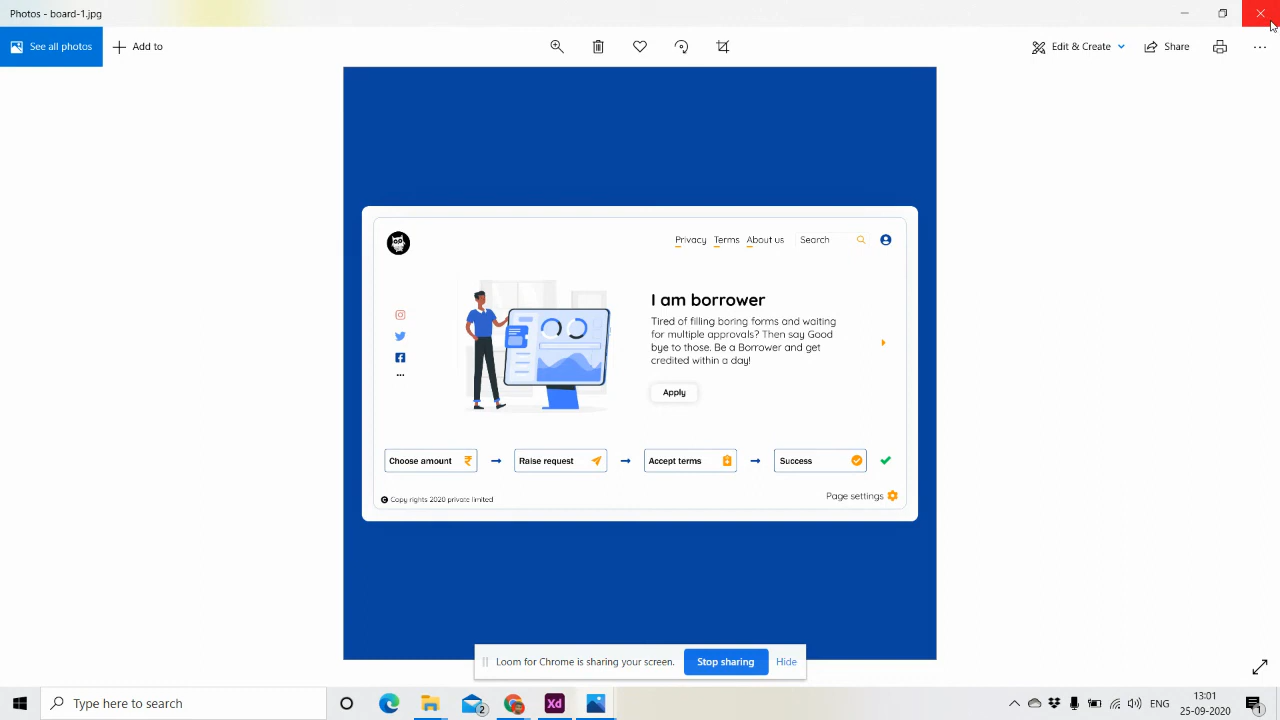 Photos - board-1.jpg
See all photos
Add to
Edit & Create
Share
Privacy Terms About us Search
I am borrower
Tired of filling boring forms and waiting
for multiple approvals? Then say Good
bye to those. Be a Borrower and get
credited within a day!
Apply
Choose amount ₹ Raise request Accept terms Success
C Copy rights 2020 private limited
Page settings
Loom for Chrome is sharing your screen. Stop sharing Hide
Type here to search
2
Xd
ENG
13:01
25-09-2020
1